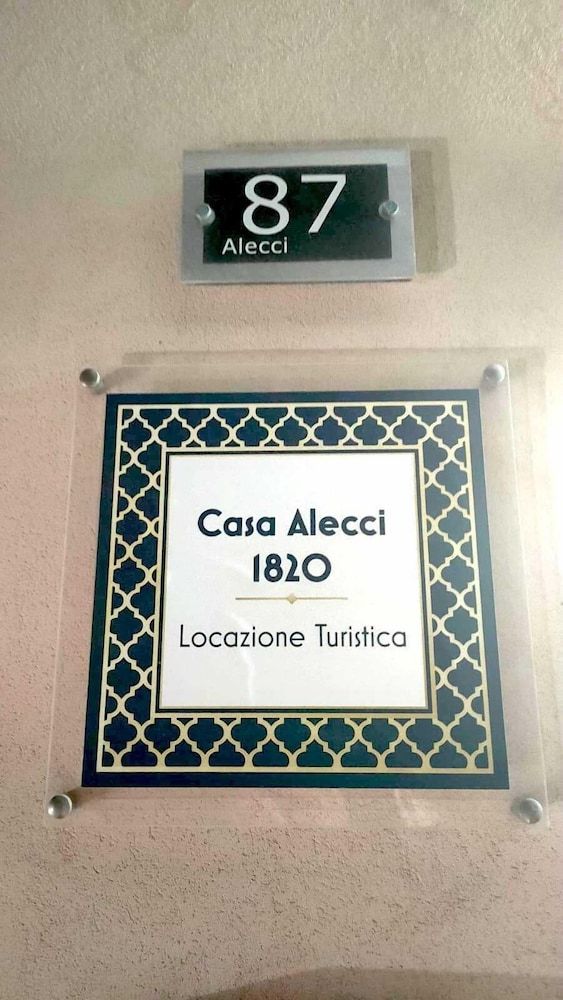 87
Alecci
Casa Alecci
1820
Locazione Turistica